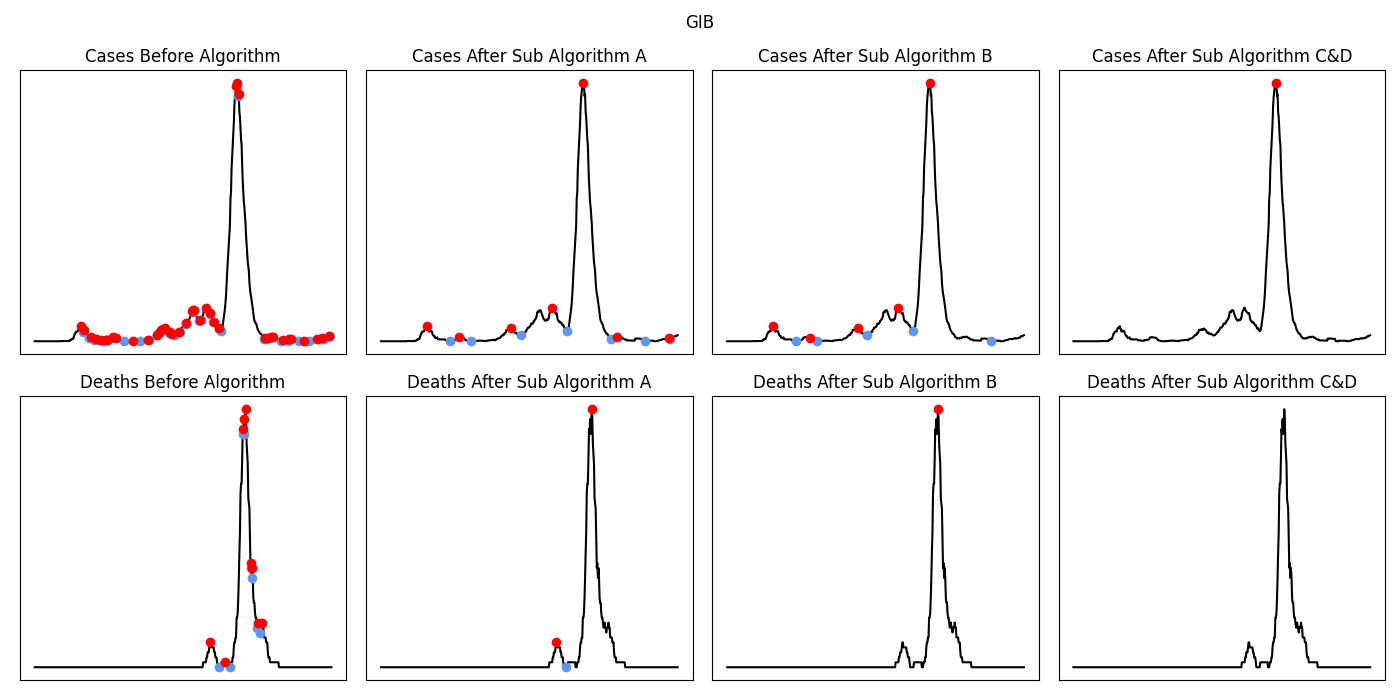 GIB
Cases Before Algorithm
Cases After Sub Algorithm A
Cases After Sub Algorithm B
Cases After Sub Algorithm C&D
Deaths Before Algorithm
Deaths After Sub Algorithm A
Deaths After Sub Algorithm B
Deaths After Sub Algorithm C&D